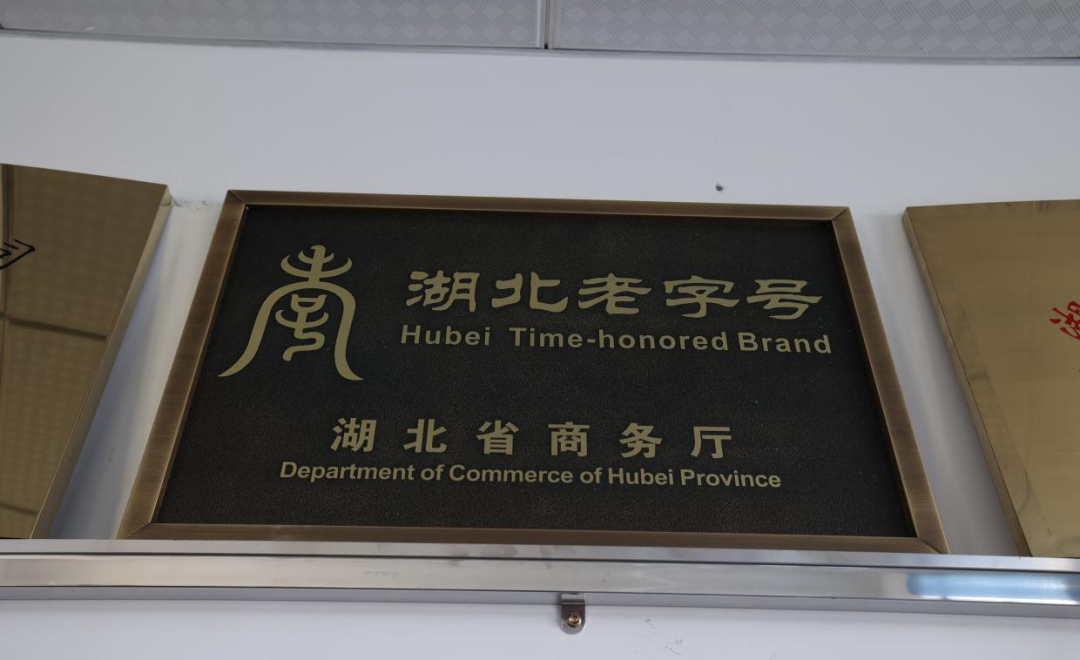 湖北老字号
Hubei Time-honored Brand
湖北省商务厅
Department of Commerce of Hubei Province